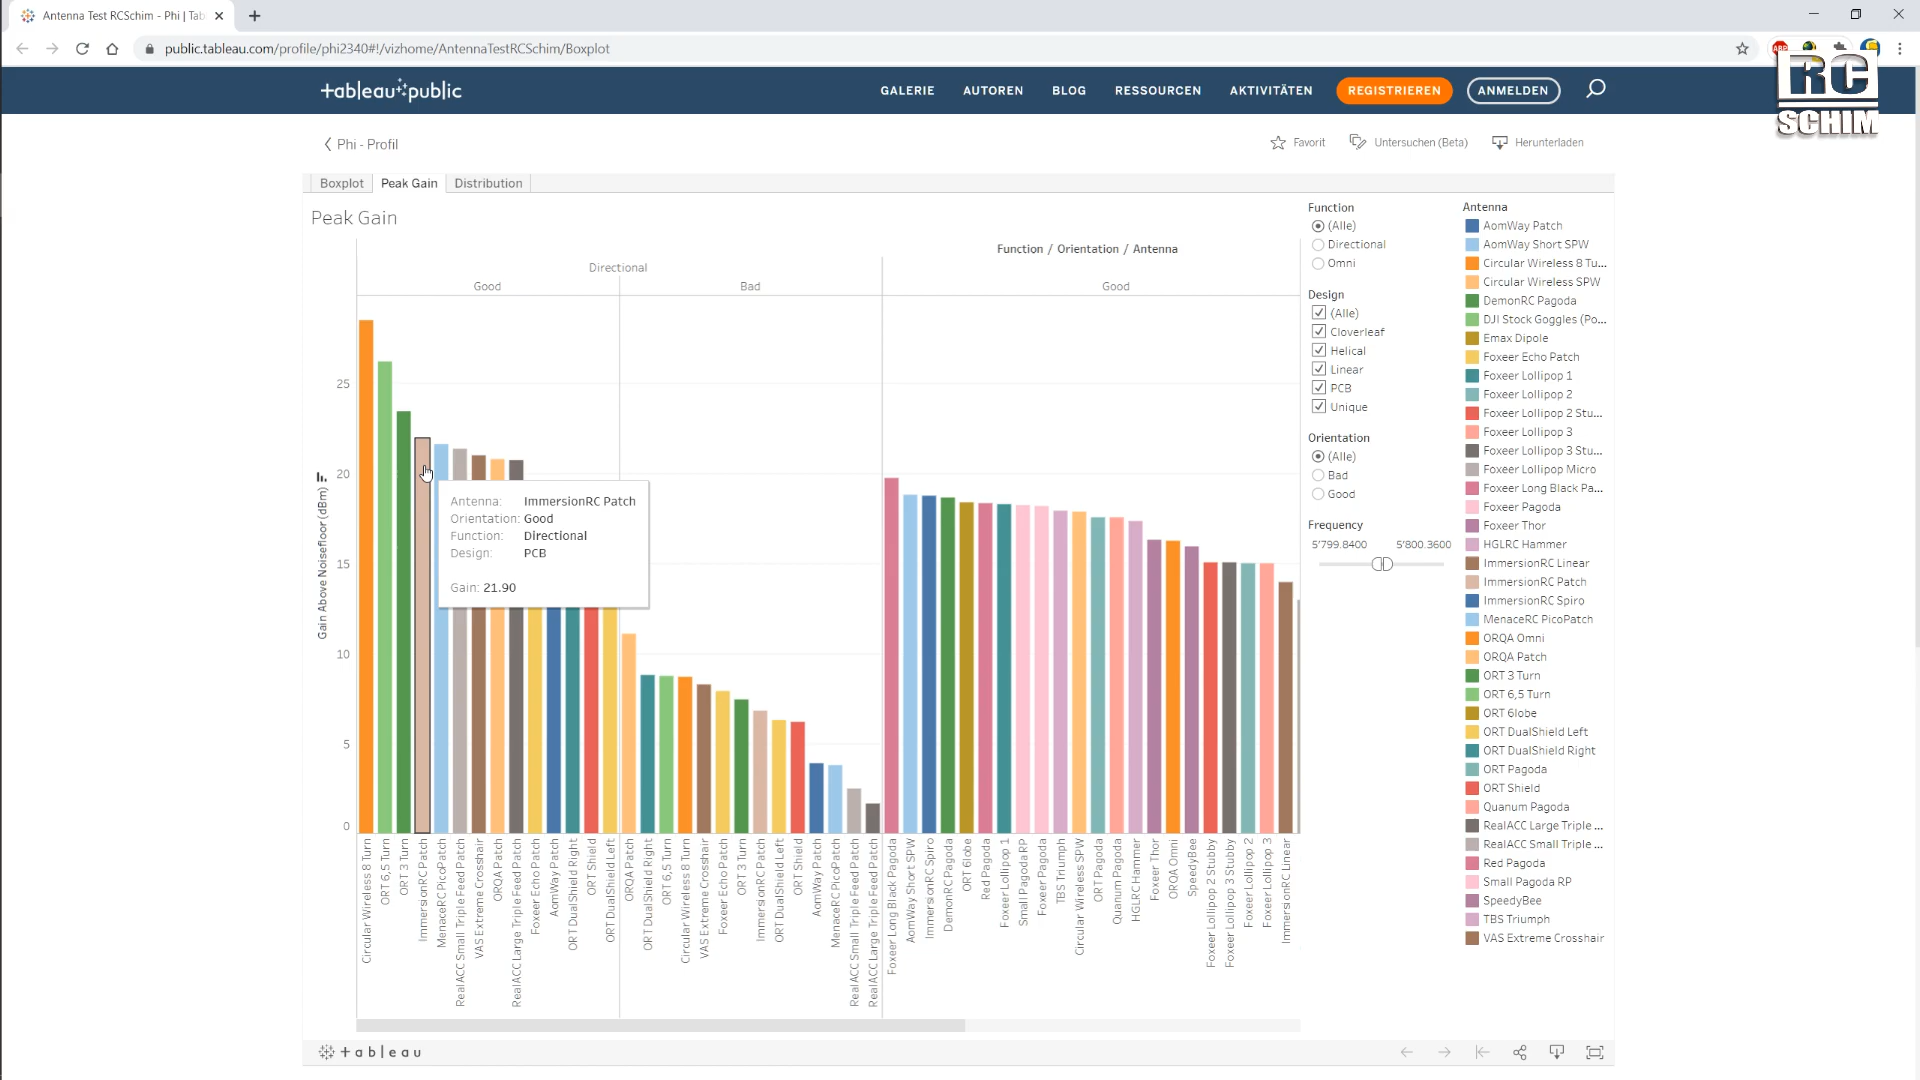 Antenna Test RCSchim - Phi | Tab
public.tableau.com/profile/phi2340#!/vizhome/AntennaTestRCSchim/Boxplot
ABP
RC
SCHIM
+ableau public
GALERIE
AUTOREN
BLOG
RESSOURCEN
AKTIVITÄTEN
REGISTRIEREN
ANMELDEN
Phi - Profil
Favorit
Untersuchen (Beta)
Herunterladen
Boxplot
Peak Gain
Distribution
Peak Gain
Function / Orientation / Antenna
Directional
Good
Bad
Good
Gain Above Noisefloor (dBm)
25
20
15
10
5
0
Antenna: ImmersionRC Patch
Orientation: Good
Function: Directional
Design: PCB
Gain: 21.90
Circular Wireless 8 Turn
ORT 6,5 Turn
ORT 3 Turn
ImmersionRC Patch
MenaceRC PicoPatch
RealACC Small Triple Feed Patch
VAS Extreme Crosshair
ORQA Patch
RealACC Large Triple Feed Patch
Foxeer Echo Patch
AomWay Patch
ORT DualShield Right
ORT Shield
ORT DualShield Left
ORQA Patch
ORT DualShield Right
ORT 6,5 Turn
Circular Wireless 8 Turn
VAS Extreme Crosshair
Foxeer Echo Patch
ORT 3 Turn
ImmersionRC Patch
ORT DualShield Left
ORT Shield
AomWay Patch
MenaceRC PicoPatch
RealACC Small Triple Feed Patch
RealACC Large Triple Feed Patch
Foxeer Long Black Pagoda
AomWay Short SPW
ImmersionRC Spiro
DemonRC Pagoda
ORT 6lobe
Red Pagoda
Foxeer Lollipop 1
Small Pagoda RP
Foxeer Pagoda
TBS Triumph
Circular Wireless SPW
ORT Pagoda
Quanum Pagoda
HGLRC Hammer
Foxeer Thor
ORQA Omni
SpeedyBee
Foxeer Lollipop 2 Stubby
Foxeer Lollipop 3 Stubby
Foxeer Lollipop 2
Foxeer Lollipop 3
ImmersionRC Linear
Function
(Alle)
Directional
Omni
Design
(Alle)
Cloverleaf
Helical
Linear
PCB
Unique
Orientation
(Alle)
Bad
Good
Frequency
5'799.8400
5'800.3600
Antenna
AomWay Patch
AomWay Short SPW
Circular Wireless 8 Tu...
Circular Wireless SPW
DemonRC Pagoda
DJI Stock Goggles (Po...
Emax Dipole
Foxeer Echo Patch
Foxeer Lollipop 1
Foxeer Lollipop 2
Foxeer Lollipop 2 Stu...
Foxeer Lollipop 3
Foxeer Lollipop 3 Stu...
Foxeer Lollipop Micro
Foxeer Long Black Pa...
Foxeer Pagoda
Foxeer Thor
HGLRC Hammer
ImmersionRC Linear
ImmersionRC Patch
ImmersionRC Spiro
MenaceRC PicoPatch
ORQA Omni
ORQA Patch
ORT 3 Turn
ORT 6,5 Turn
ORT 6lobe
ORT DualShield Left
ORT DualShield Right
ORT Pagoda
ORT Shield
Quanum Pagoda
RealACC Large Triple ...
RealACC Small Triple ...
Red Pagoda
Small Pagoda RP
SpeedyBee
TBS Triumph
VAS Extreme Crosshair
+ableau